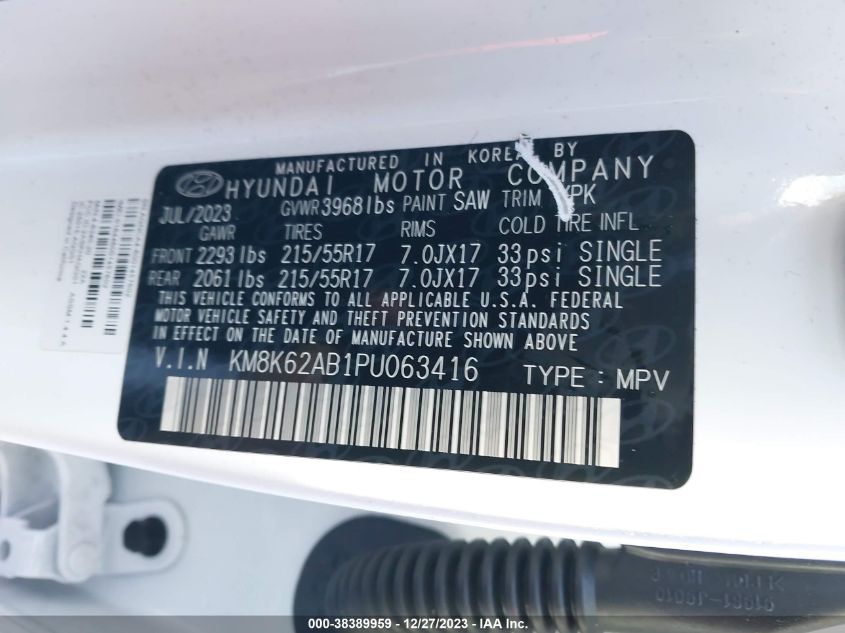 MANUFACTURED IN KOREA BY
HYUNDAI MOTOR COMPANY
JUL/2023 GVWR 3968 lbs PAINT SAW TRIM YPK
GAWR TIRES RIMS COLD TIRE INFL
FRONT 2293 lbs 215/55R17 7.0JX17 33psi SINGLE
REAR 2061 lbs 215/55R17 7.0JX17 33psi SINGLE
THIS VEHICLE CONFORMS TO ALL APPLICABLE U.S.A. FEDERAL
MOTOR VEHICLE SAFETY AND THEFT PREVENTION STANDARDS
IN EFFECT ON THE DATE OF MANUFACTURE SHOWN ABOVE
V.I.N KM8K62AB1PU063416 TYPE : MPV
91981-J9010
000-38389959 - 12/27/2023 - IAA